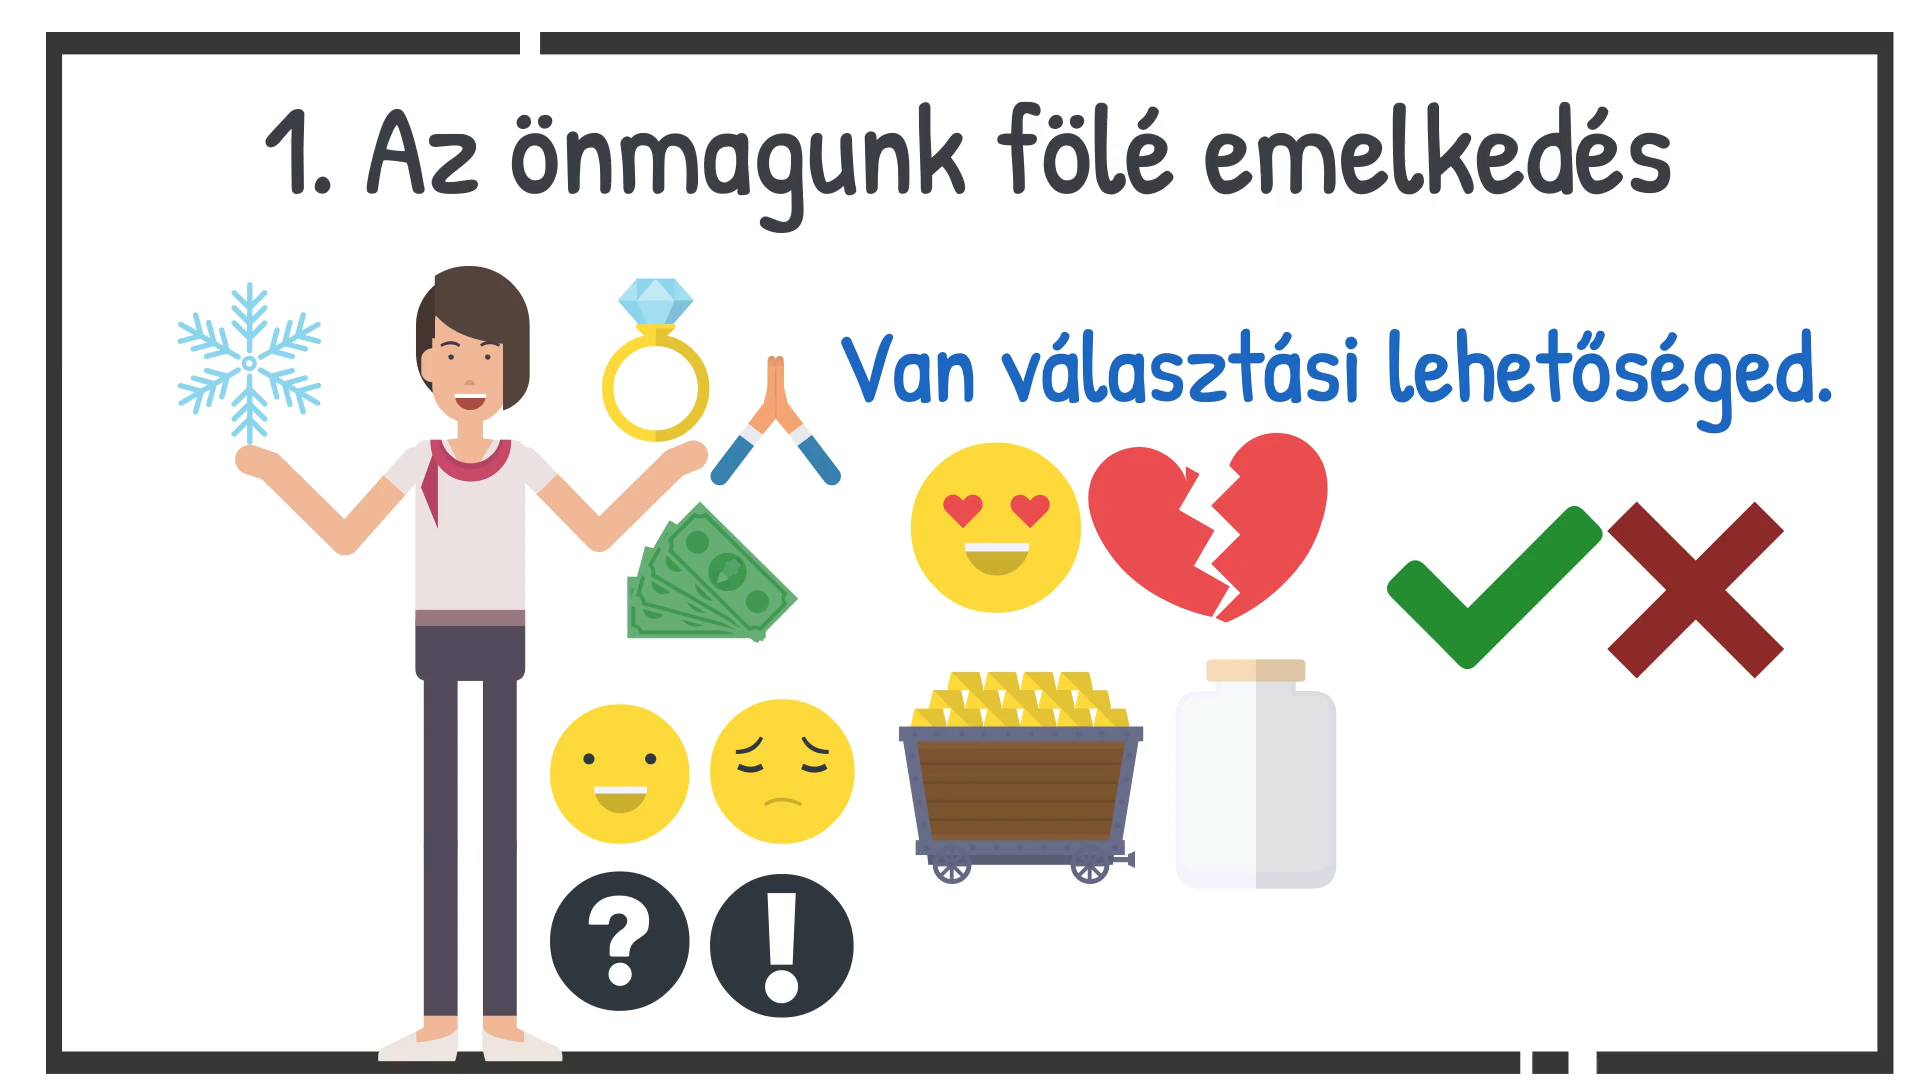 1. Az önmagunk fölé emelkedés
Van választási lehetőséged.
? !